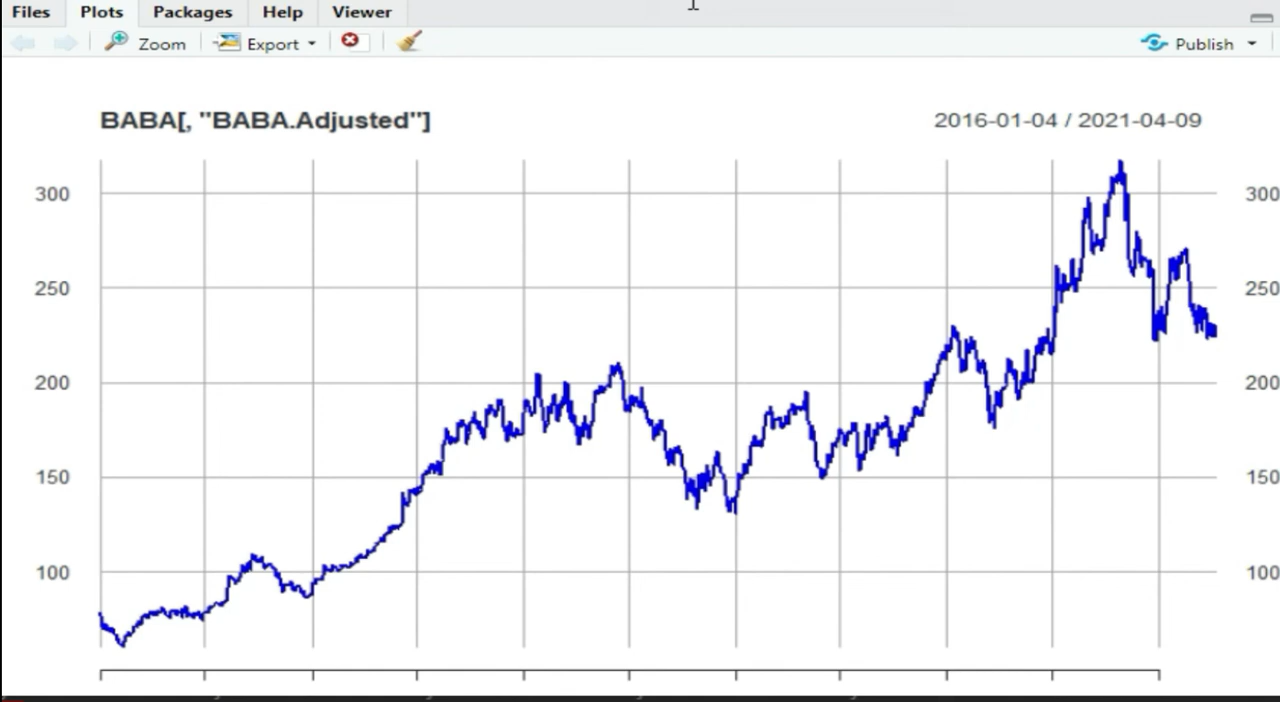 Files Plots Packages Help Viewer
Zoom Export Publish
BABA[, "BABA.Adjusted"] 2016-01-04 / 2021-04-09
300 300
250 250
200 200
150 150
100 100